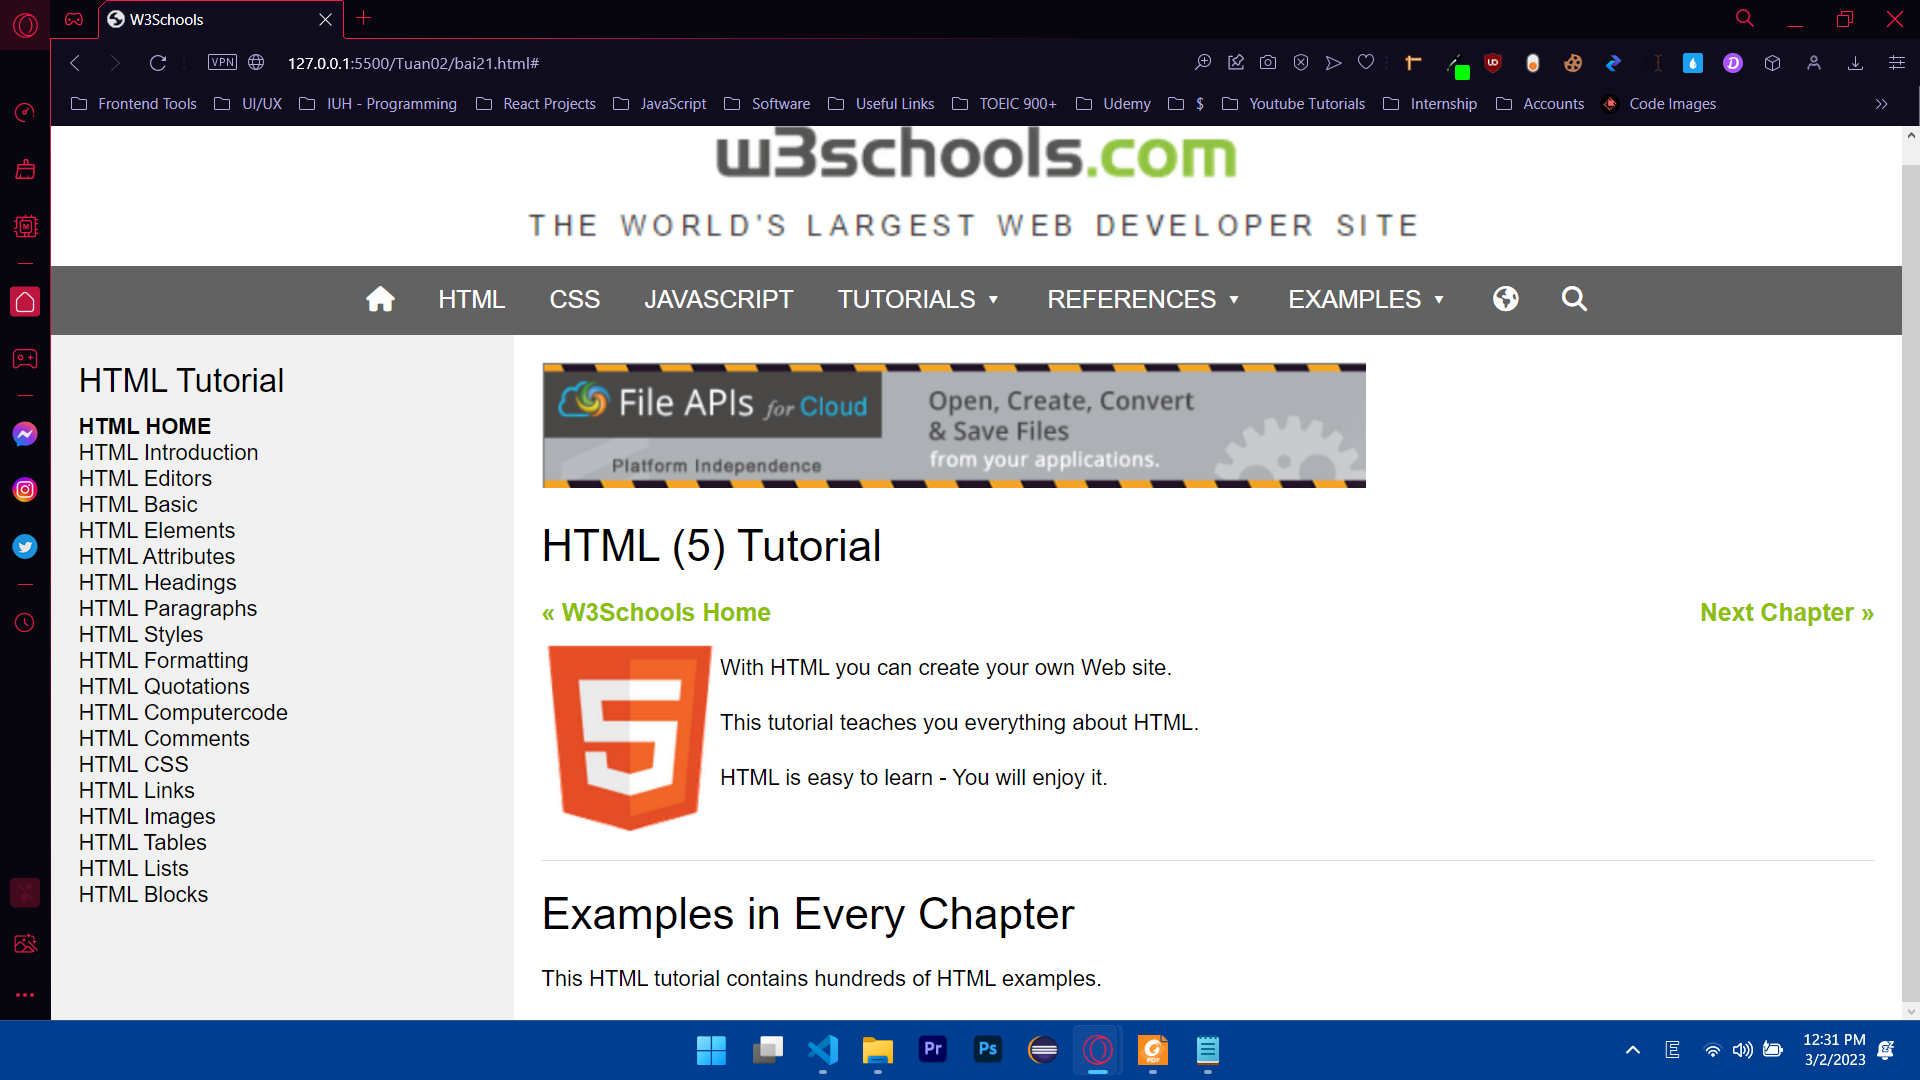 W3Schools
VPN
127.0.0.1:5500/Tuan02/bai21.html#
Frontend Tools
UI/UX
IUH - Programming
React Projects
JavaScript
Software
Useful Links
TOEIC 900+
Udemy
$
Youtube Tutorials
Internship
Accounts
Code Images
w3schools.com
THE WORLD'S LARGEST WEB DEVELOPER SITE
HTML
CSS
JAVASCRIPT
TUTORIALS
REFERENCES
EXAMPLES
HTML Tutorial
HTML HOME
HTML Introduction
HTML Editors
HTML Basic
HTML Elements
HTML Attributes
HTML Headings
HTML Paragraphs
HTML Styles
HTML Formatting
HTML Quotations
HTML Computercode
HTML Comments
HTML CSS
HTML Links
HTML Images
HTML Tables
HTML Lists
HTML Blocks
File APIs for Cloud
Platform Independence
Open, Create, Convert
& Save Files
from your applications.
HTML (5) Tutorial
« W3Schools Home
Next Chapter »
5
With HTML you can create your own Web site.
This tutorial teaches you everything about HTML.
HTML is easy to learn - You will enjoy it.
Examples in Every Chapter
This HTML tutorial contains hundreds of HTML examples.
Pr
Ps
PDF
E
12:31 PM
3/2/2023